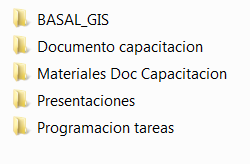 BASAL_GIS
Documento capacitacion
Materiales Doc Capacitacion
Presentaciones
Programacion tareas